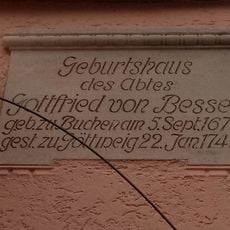 Geburtshaus
des Abtes
Gottfried von Besse
geb. zu Buchen am 5. Sept. 167
gest. zu Göttweig 22. Jan. 174